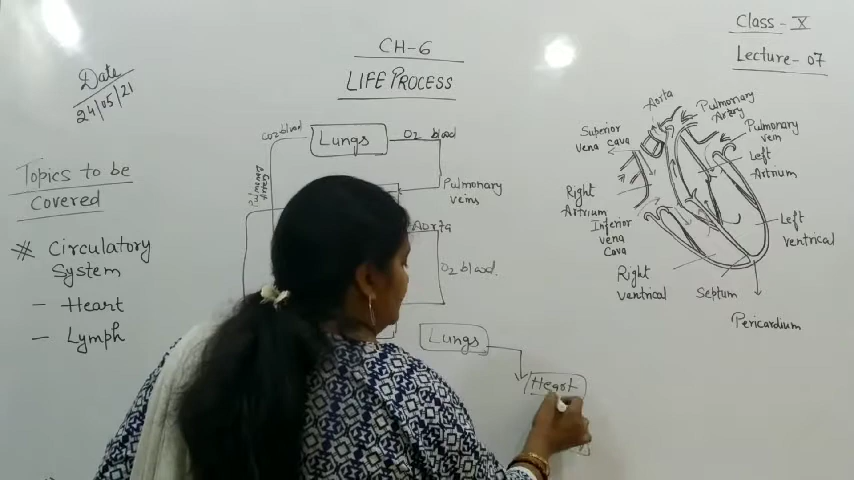 CH-6
LIFE PROCESS
Class - X
Lecture - 07
Date
24/05/21
Topics to be
covered
* Circulatory
System
- Heart
- Lymph
CO2 blood
Lungs
O2 blood
Pulmonary
veins
Aorta
O2 blood.
Lungs
Heart
Aorta
Pulmonary
Artery
Pulmonary
vein
Left
Artrium
Left
ventrical
Superior
vena cava
Right
Artrium
Inferior
vena
cava
Right
ventrical
Septum
Pericardium